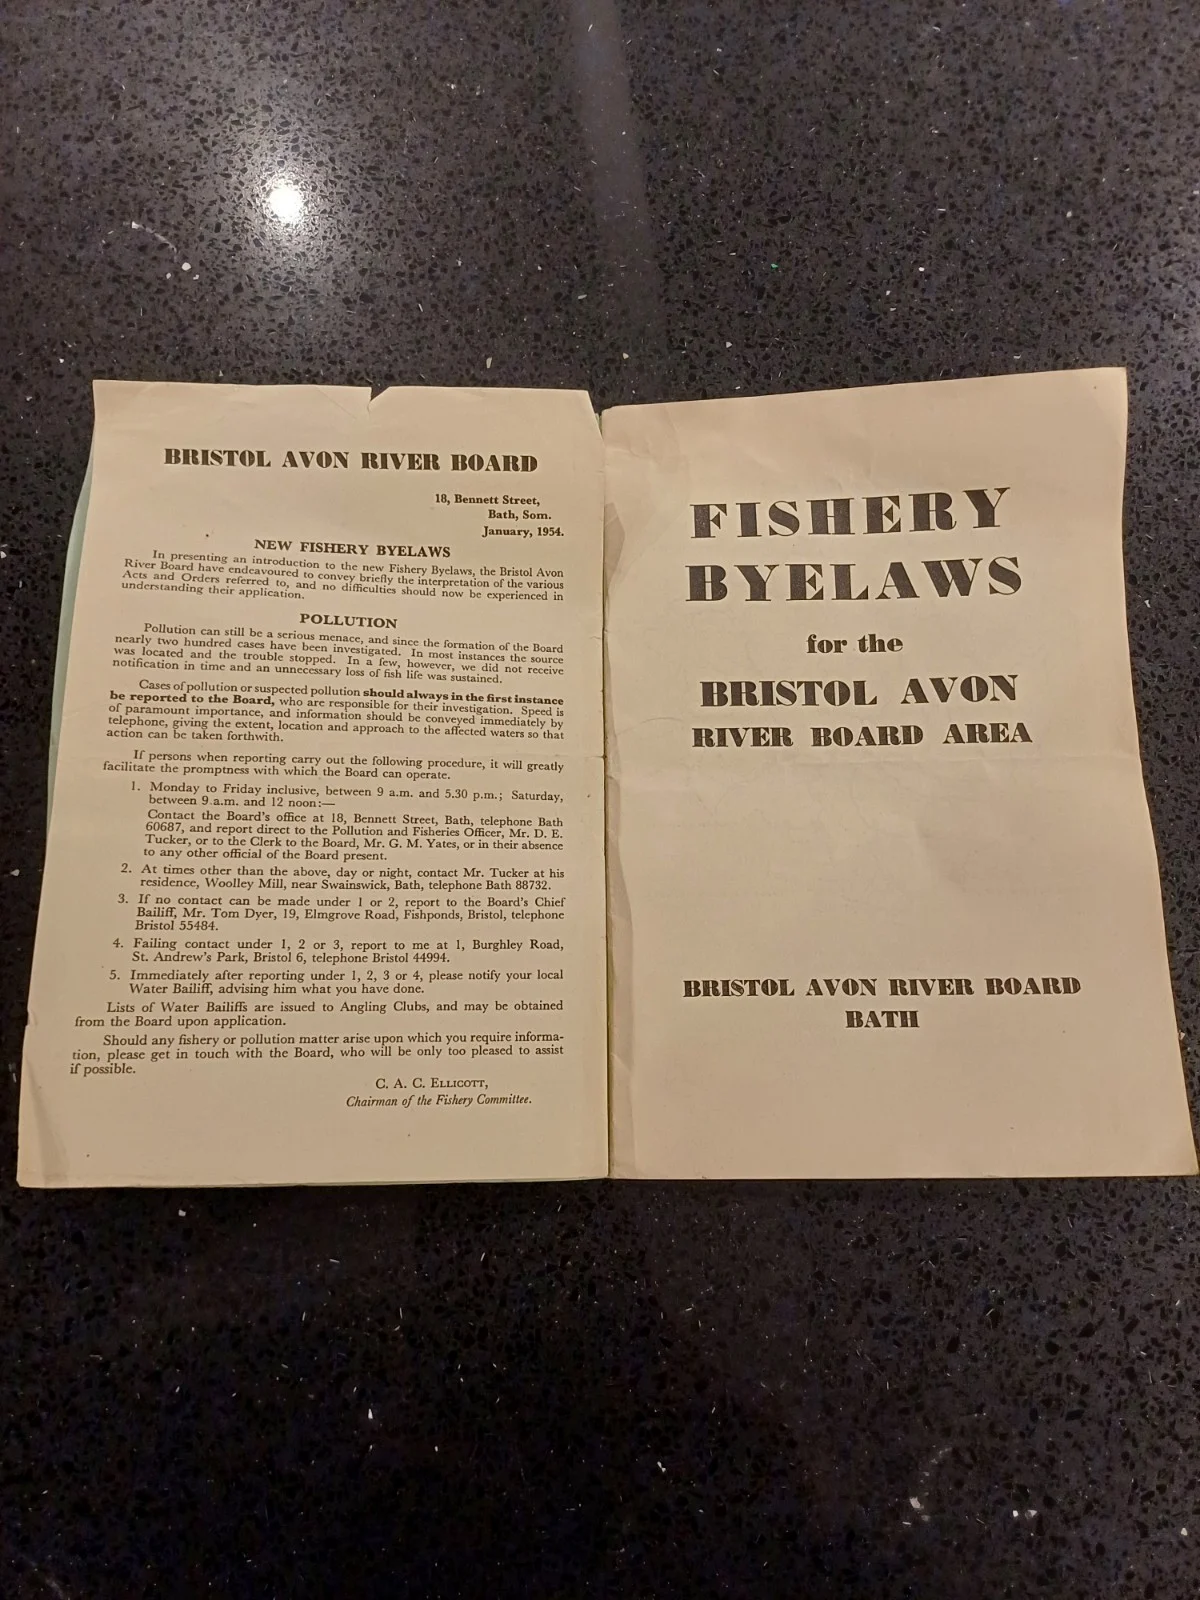 BRISTOL AVON RIVER BOARD
18, Bennett Street,
Bath, Som.
January, 1954.
NEW FISHERY BYELAWS
In presenting an introduction to the new Fishery Byelaws, the Bristol Avon
River Board have endeavoured to convey briefly the interpretation of the various
Acts and Orders referred to, and no difficulties should now be experienced in
understanding their application.
POLLUTION
Pollution can still be a serious menace, and since the formation of the Board
nearly two hundred cases have been investigated. In most instances the source
was located and the trouble stopped. In a few, however, we did not receive
notification in time and an unnecessary loss of fish life was sustained.
Cases of pollution or suspected pollution should always in the first instance
be reported to the Board, who are responsible for their investigation. Speed is
of paramount importance, and information should be conveyed immediately by
telephone, giving the extent, location and approach to the affected waters so that
action can be taken forthwith.
If persons when reporting carry out the following procedure, it will greatly
facilitate the promptness with which the Board can operate.
1. Monday to Friday inclusive, between 9 a.m. and 5.30 p.m.; Saturday,
between 9 a.m. and 12 noon:—
Contact the Board's office at 18, Bennett Street, Bath, telephone Bath
60687, and report direct to the Pollution and Fisheries Officer, Mr. D. E.
Tucker, or to the Clerk to the Board, Mr. G. M. Yates, or in their absence
to any other official of the Board present.
2. At times other than the above, day or night, contact Mr. Tucker at his
residence, Woolley Mill, near Swainswick, Bath, telephone Bath 88732.
3. If no contact can be made under 1 or 2, report to the Board's Chief
Bailiff, Mr. Tom Dyer, 19, Elmgrove Road, Fishponds, Bristol, telephone
Bristol 55484.
4. Failing contact under 1, 2 or 3, report to me at 1, Burghley Road,
St. Andrew's Park, Bristol 6, telephone Bristol 44994.
5. Immediately after reporting under 1, 2, 3 or 4, please notify your local
Water Bailiff, advising him what you have done.
Lists of Water Bailiffs are issued to Angling Clubs, and may be obtained
from the Board upon application.
Should any fishery or pollution matter arise upon which you require informa-
tion, please get in touch with the Board, who will be only too pleased to assist
if possible.
C. A. C. ELLICOTT,
Chairman of the Fishery Committee.
FISHERY
BYELAWS
for the
BRISTOL AVON
RIVER BOARD AREA
BRISTOL AVON RIVER BOARD
BATH